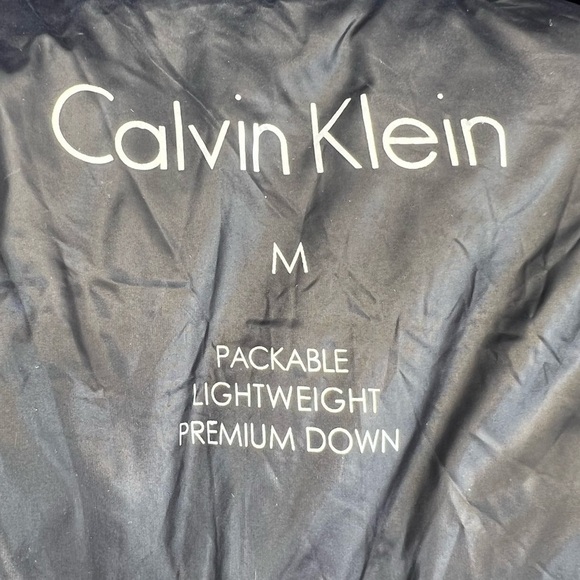 Calvin Klein
M
PACKABLE
LIGHTWEIGHT
PREMIUM DOWN